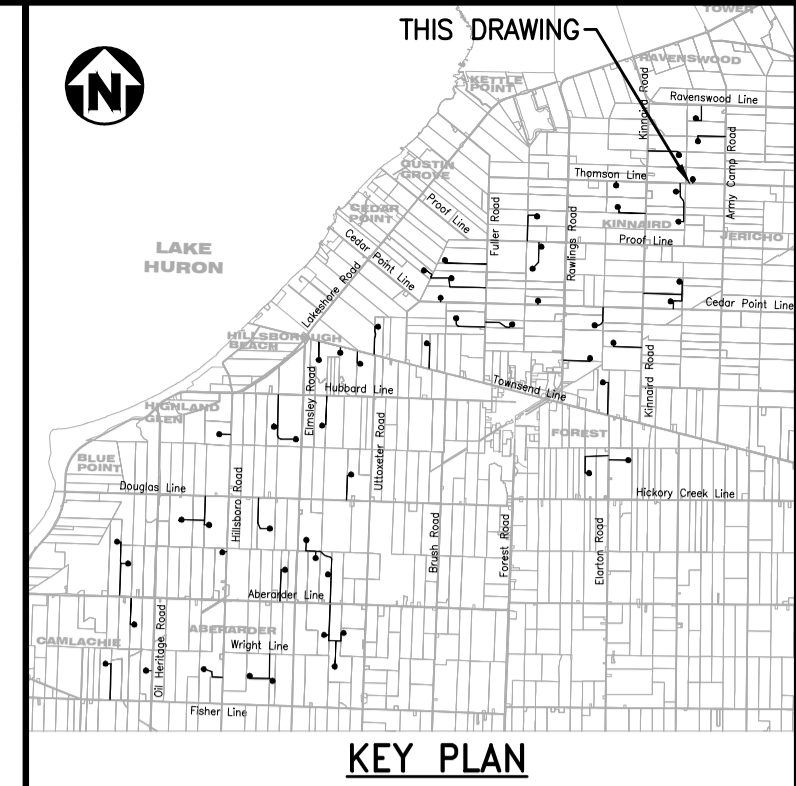 TOWER
THIS DRAWING
RAVENSWOOD
N
KETTLE
POINT
Kinnaird Road
Ravenswood Line
Army Camp Road
GUSTIN
GROVE
Thomson Line
Proof Line
CEDAR
POINT
Fuller Road
Rawlings Road
KINNAIRD
Proof Line
JERICHO
Cedar Point Line
LAKE
HURON
Lakeshore Road
Cedar Point Line
HILLSBOROUGH
BEACH
Elmsley Road
Hubbard Line
Townsend Line
Kinnaird Road
HIGHLAND
GLEN
Uttoxeter Road
FOREST
BLUE
POINT
Douglas Line
Hillsboro Road
Hickory Creek Line
Brush Road
Forest Road
Elarton Road
Aberarder Line
Oil Heritage Road
CAMLACHIE
ABERARDER
Wright Line
Fisher Line
KEY PLAN